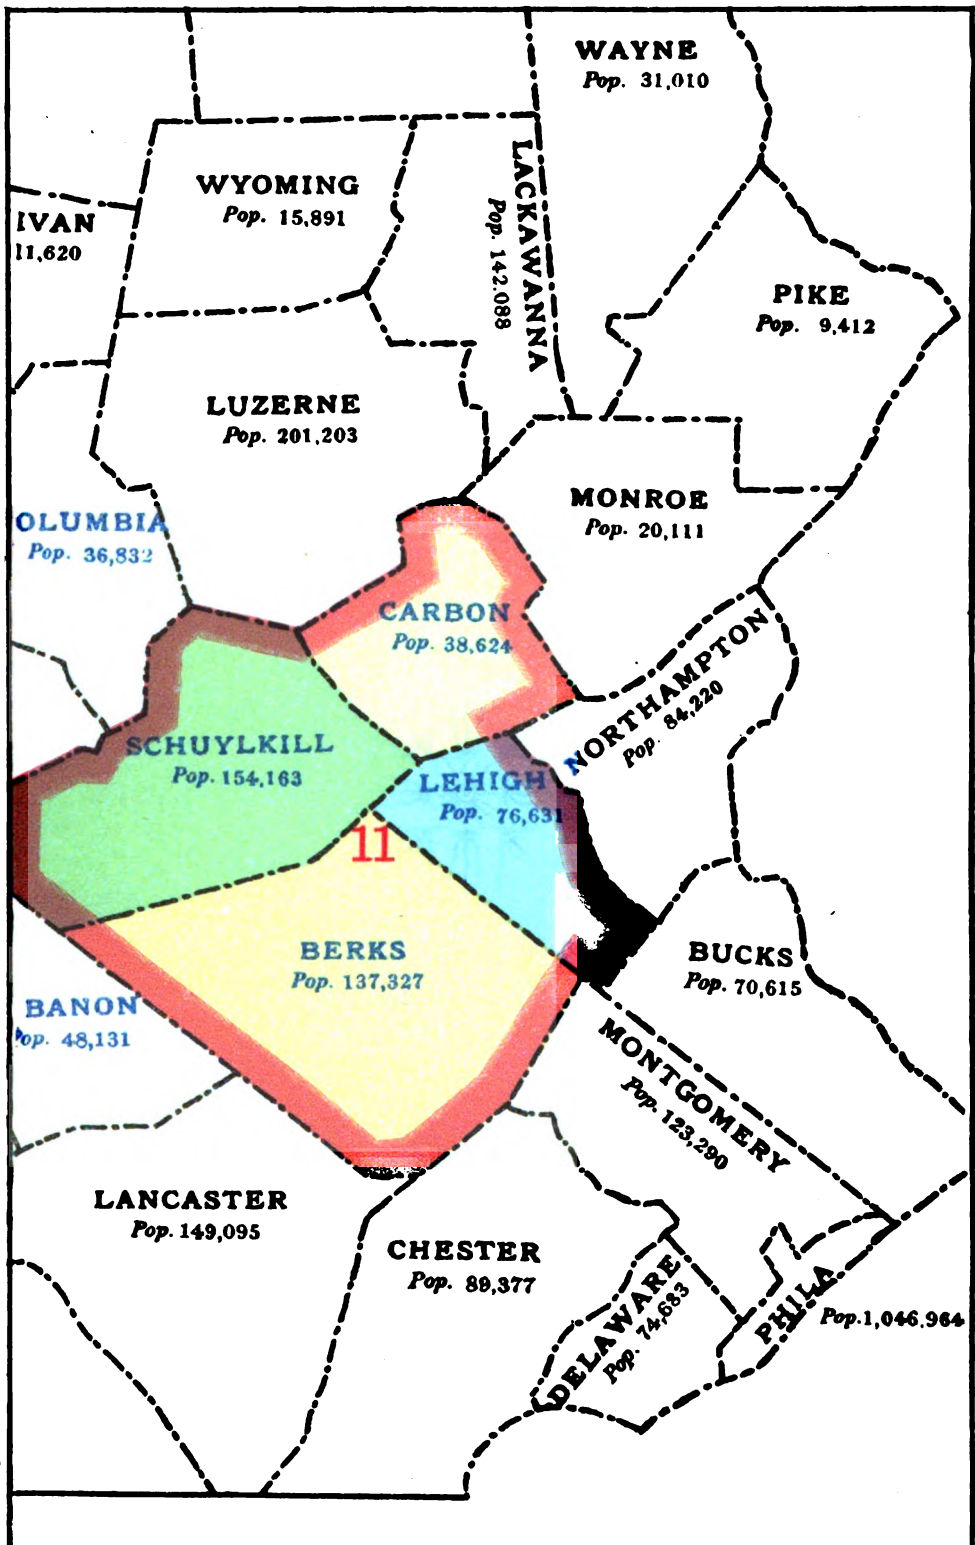 WAYNE
Pop. 31,010
LACKAWANNA
Pop. 142.088
WYOMING
Pop. 15,891
IVAN
11,620
PIKE
Pop. 9,412
LUZERNE
Pop. 201,203
MONROE
Pop. 20,111
OLUMBIA
Pop. 36,832
CARBON
Pop. 38,624
NORTHAMPTON
Pop. 84,220
SCHUYLKILL
Pop. 154,163
LEHIGH
Pop. 76,631
11
BERKS
Pop. 137,327
BUCKS
Pop. 70,615
BANON
Pop. 48,131
MONTGOMERY
Pop. 123,290
LANCASTER
Pop. 149,095
CHESTER
Pop. 89,377
DELAWARE
Pop. 74,683
PHILA
Pop. 1,046,964